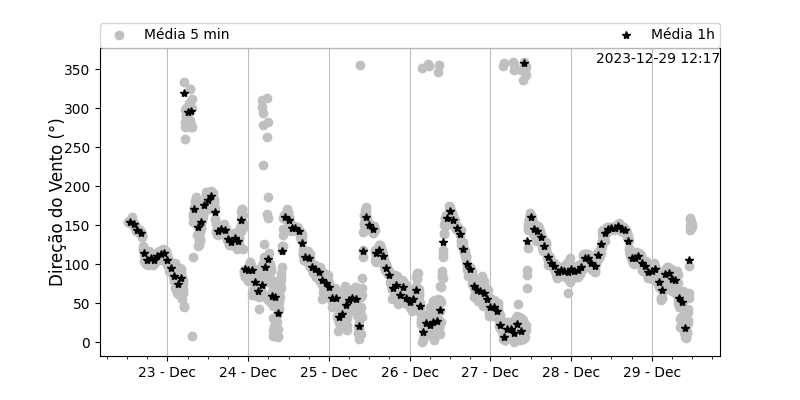 Média 5 min
Média 1h
2023-12-29 12:17
Direção do Vento (°)
350
300
250
200
150
100
50
0
23 - Dec
24 - Dec
25 - Dec
26 - Dec
27 - Dec
28 - Dec
29 - Dec